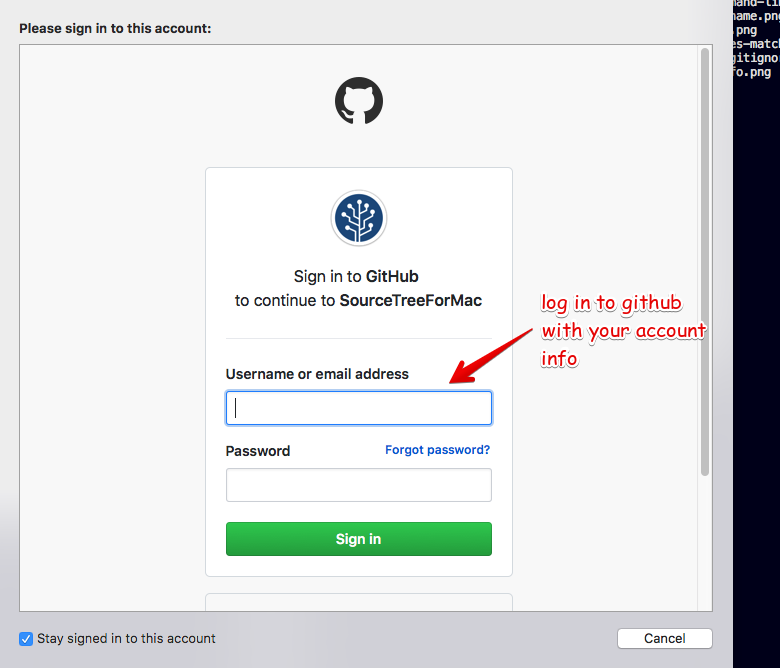 Please sign in to this account:
name.png
.png
es-match
gitigno
fo.png
Sign in to GitHub
to continue to SourceTreeForMac
log in to github
with your account
info
Username or email address
Password
Forgot password?
Sign in
Stay signed in to this account
Cancel